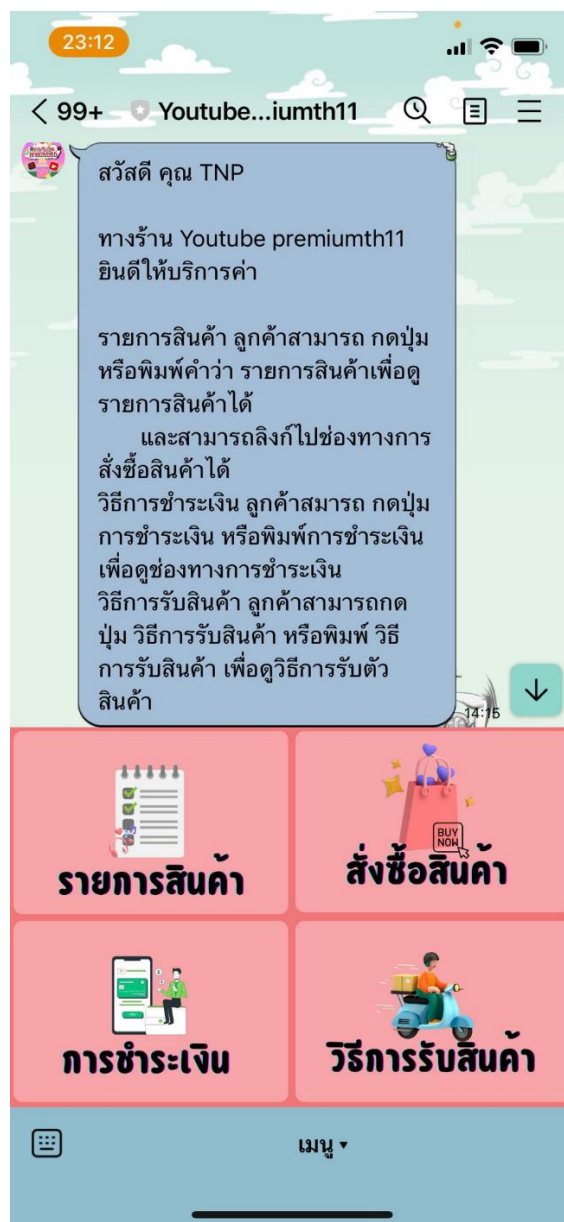 23:12
99+ Youtube...iumth11
สวัสดี คุณ TNP
ทางร้าน Youtube premiumth11
ยินดีให้บริการค่า
รายการสินค้า ลูกค้าสามารถ กดปุ่ม
หรือพิมพ์คำว่า รายการสินค้าเพื่อดู
รายการสินค้าได้
และสามารถลิงก์ไปช่องทางการ
สั่งซื้อสินค้าได้
วิธีการชำระเงิน ลูกค้าสมารถ กดปุ่ม
การชำระเงิน หรือพิมพ์การชำระเงิน
เพื่อดูช่องทางการชำระเงิน
วิธีการรับสินค้า ลูกค้าสามารถกด
ปุ่ม วิธีการรับสินค้า หรือพิมพ์ วิธี
การรับสินค้า เพื่อดูวิธีการรับตัว
สินค้า
14:15
รายการสินค้า
BUY
NOW
สั่งซื้อสินค้า
การชำระเงิน
วิธีการรับสินค้า
เมนู